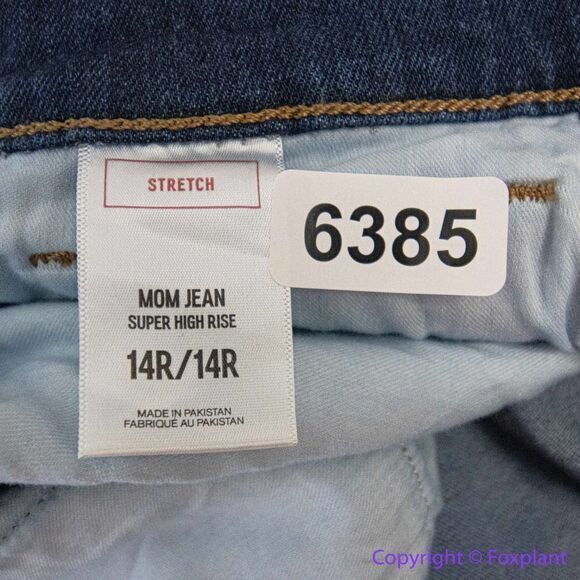 STRETCH
6385
MOM JEAN
SUPER HIGH RISE
14R/14R
MADE IN PAKISTAN
FABRIQUÉ AU PAKISTAN
Copyright © Foxplant